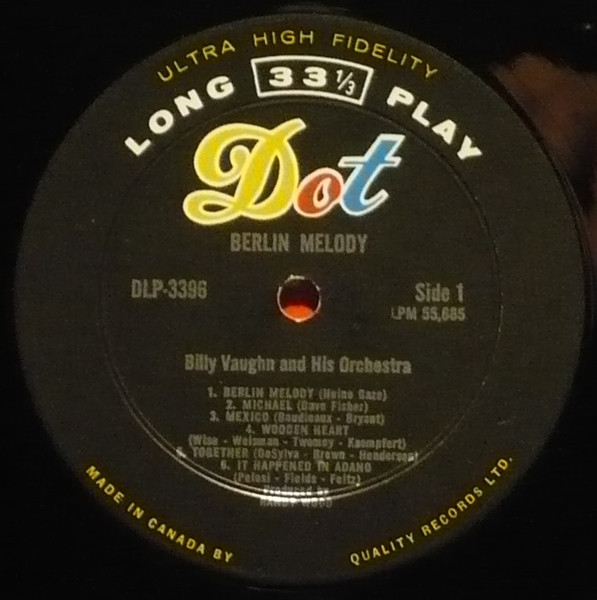 ULTRA HIGH FIDELITY
LONG 33 1/3 PLAY
Dot
BERLIN MELODY
DLP-3396
Side 1
LPM 55,685
Billy Vaughn and His Orchestra
1. BERLIN MELODY (Heino Gaze)
2. MICHAEL (Dave Fisher)
3. MEXICO (Boudleaux - Bryant)
4. WOODEN HEART
(Wise - Weisman - Twomey - Kaempfert)
5. TOGETHER (DeSylva - Brown - Henderson)
6. IT HAPPENED IN ADANO
(Pelosi - Fields - Feltz)
Produced by
RANDY WOOD
MADE IN CANADA BY QUALITY RECORDS LTD.